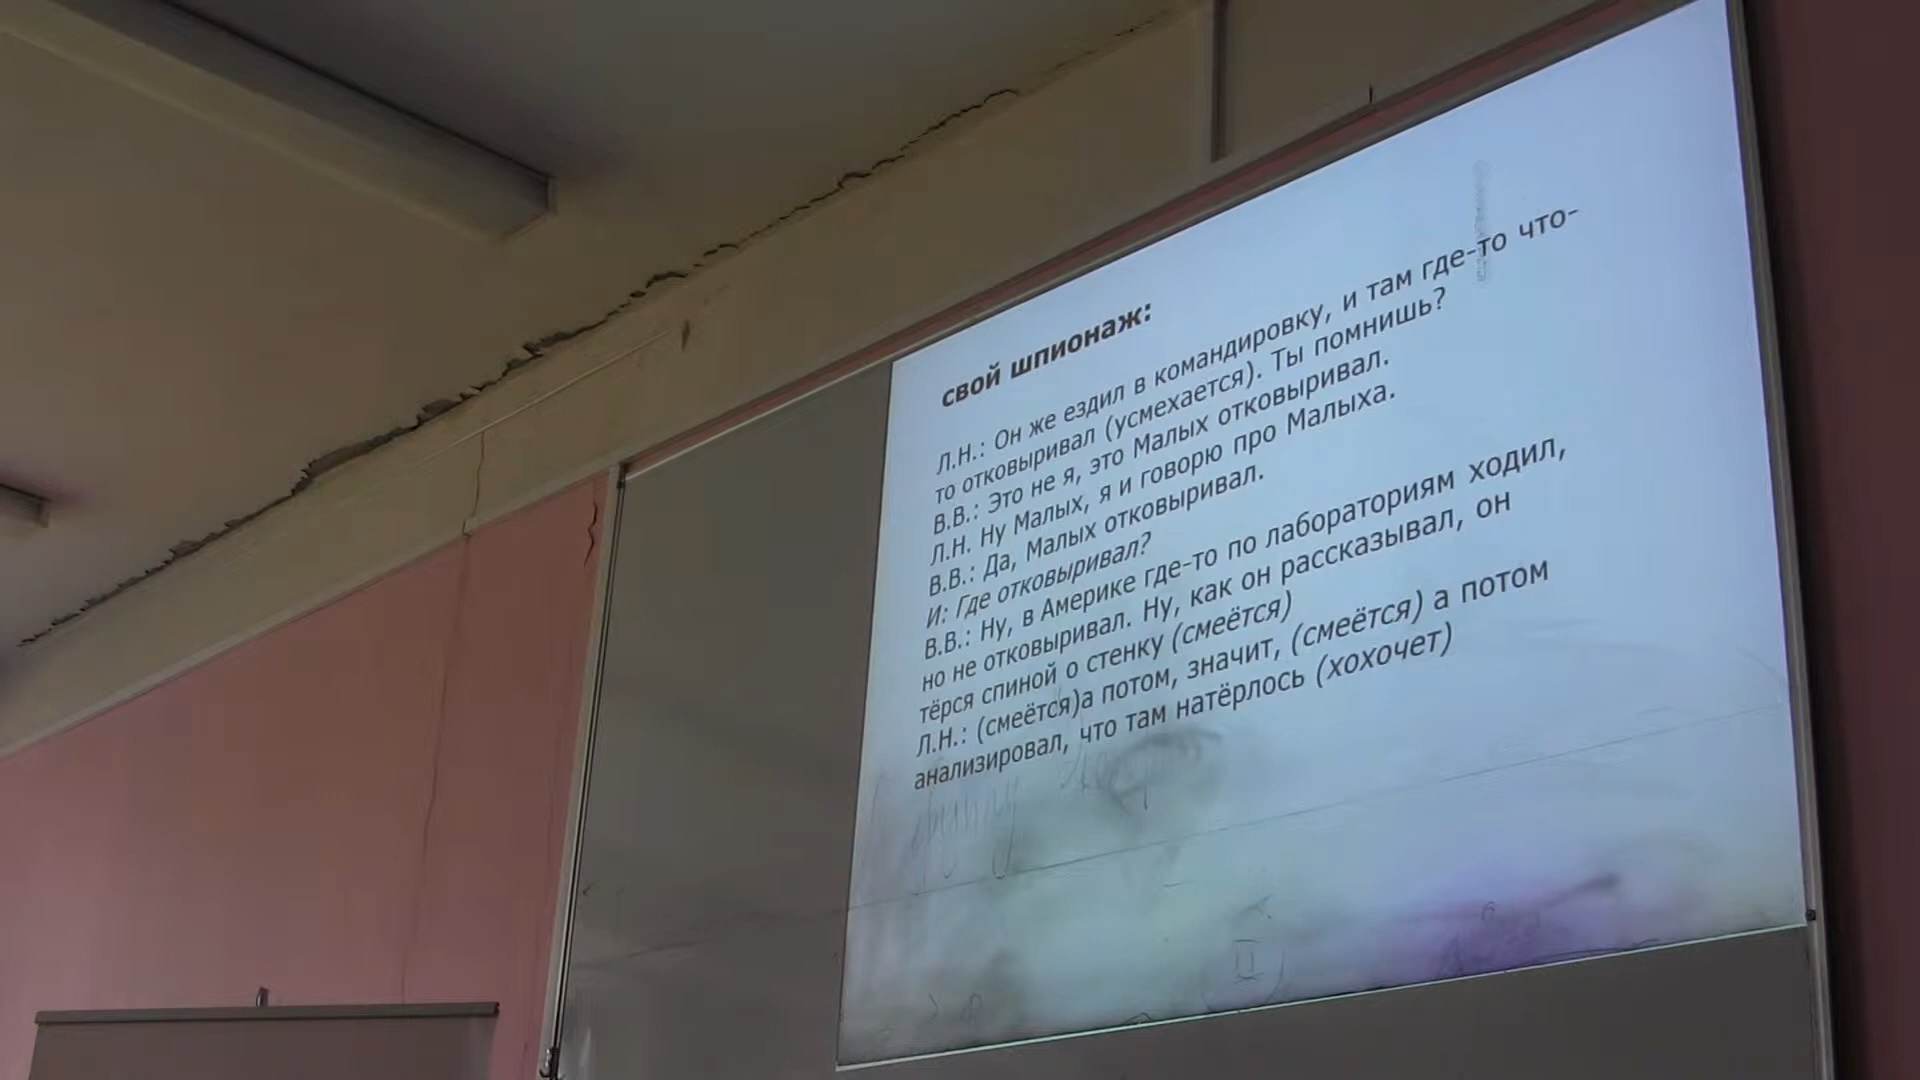 свой шпионаж:
Л.Н.: Он же ездил в командировку, и там где-то что-
то отковыривал (усмехается). Ты помнишь?
В.В.: Это не я, это Малых отковыривал.
Л.Н. Ну Малых, я и говорю про Малыха.
В.В.: Да, Малых отковыривал.
И: Где отковыривал?
В.В.: Ну, в Америке где-то по лабораториям ходил,
но не отковыривал. Ну, как он рассказывал, он
тёрся спиной о стенку (смеётся)
Л.Н.: (смеётся)а потом, значит, (смеётся) а потом
анализировал, что там натёрлось (хохочет)